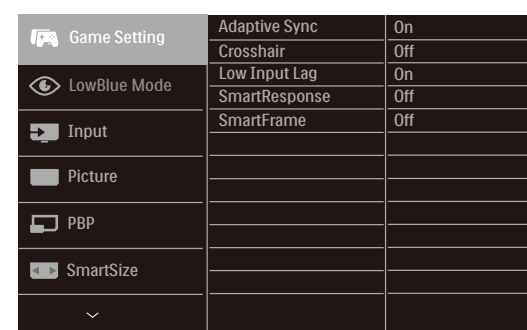 Game Setting
LowBlue Mode
Input
Picture
PBP
SmartSize
Adaptive Sync On
Crosshair Off
Low Input Lag On
SmartResponse Off
SmartFrame Off